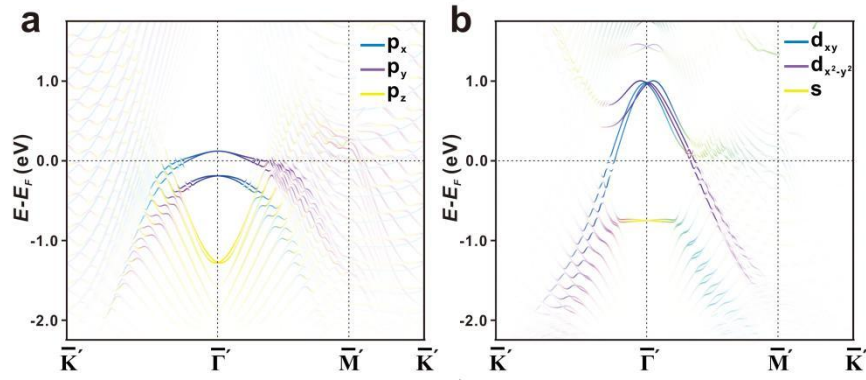 a
b
p_x
p_y
p_z
d_xy
d_x²-y²
s
E-E_F (eV)
1.0
0.0
-1.0
-2.0
K̄′ Γ̄′ M̄′ K̄′
E-E_F (eV)
1.0
0.0
-1.0
-2.0
K̄′ Γ̄′ M̄′ K̄′